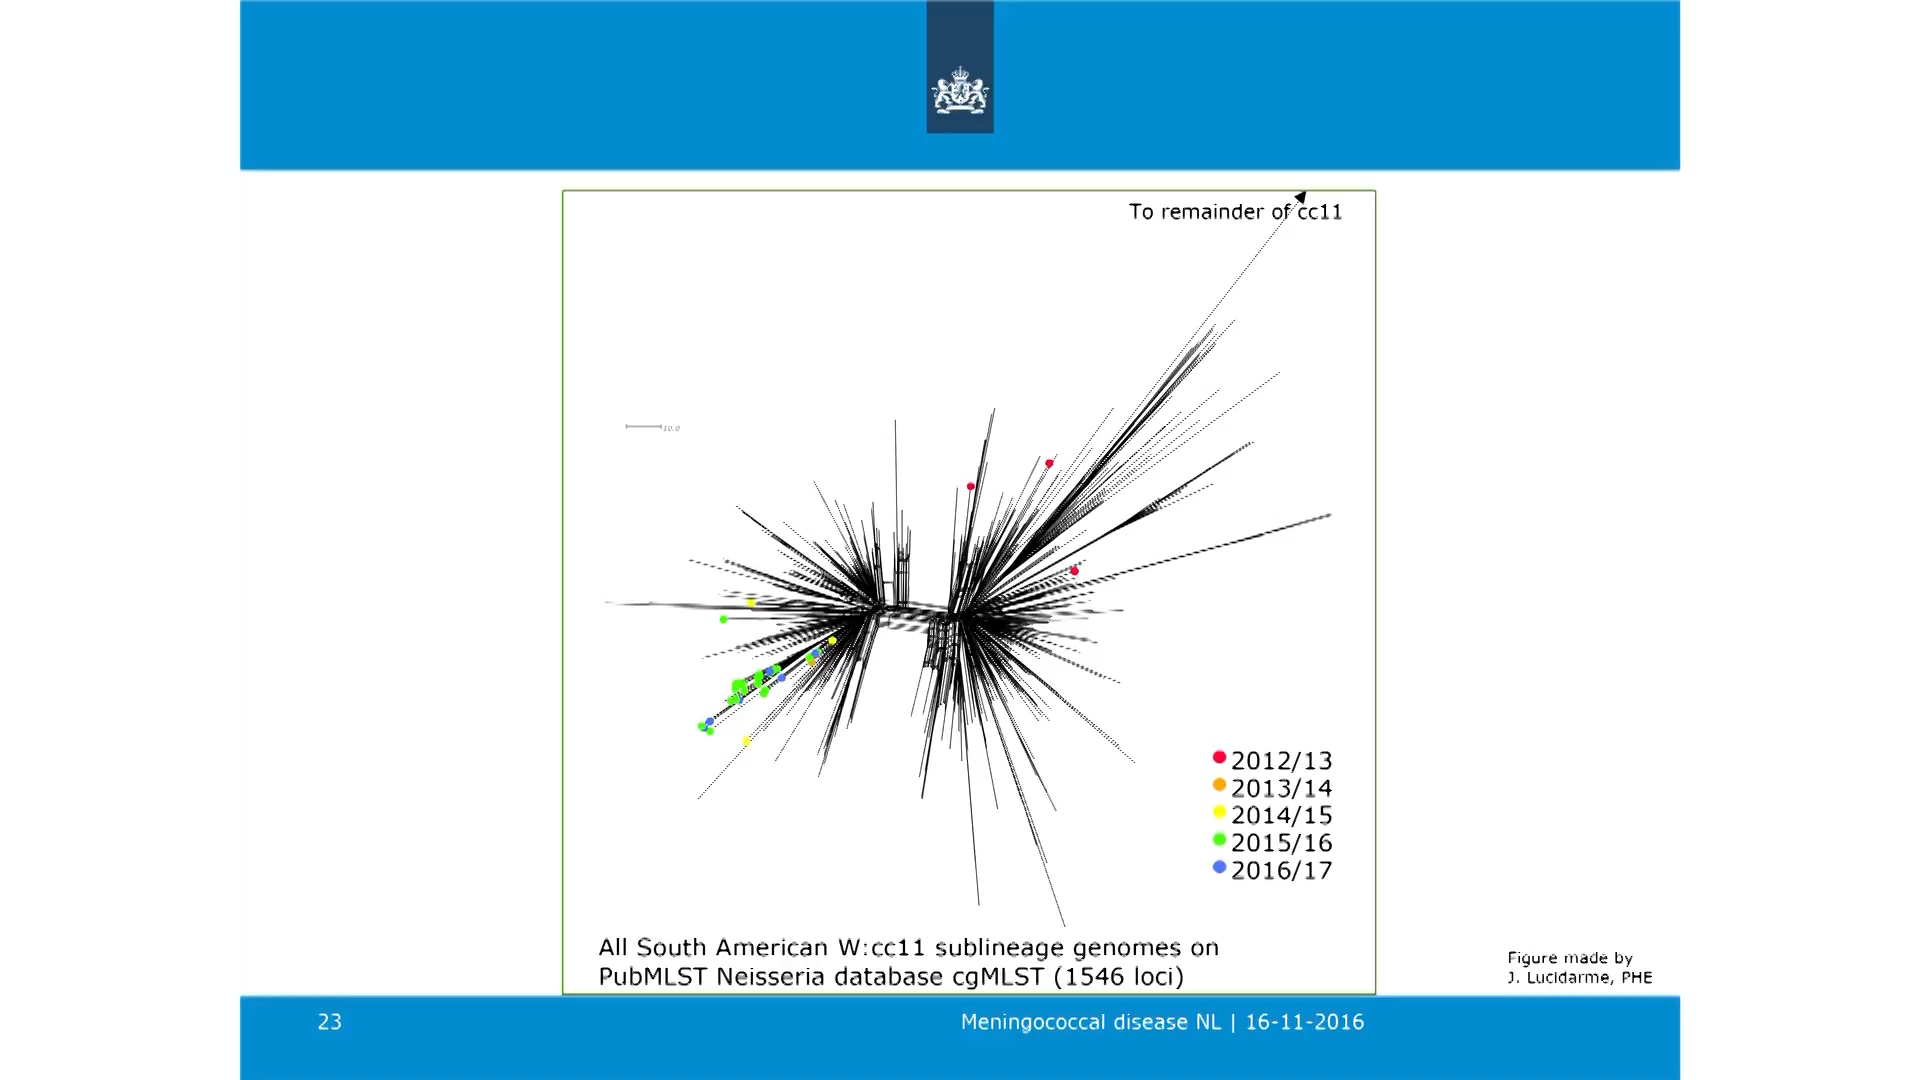 To remainder of cc11
10.0
2012/13
2013/14
2014/15
2015/16
2016/17
All South American W:cc11 sublineage genomes on
PubMLST Neisseria database cgMLST (1546 loci)
Figure made by
J. Lucidarme, PHE
23
Meningococcal disease NL | 16-11-2016